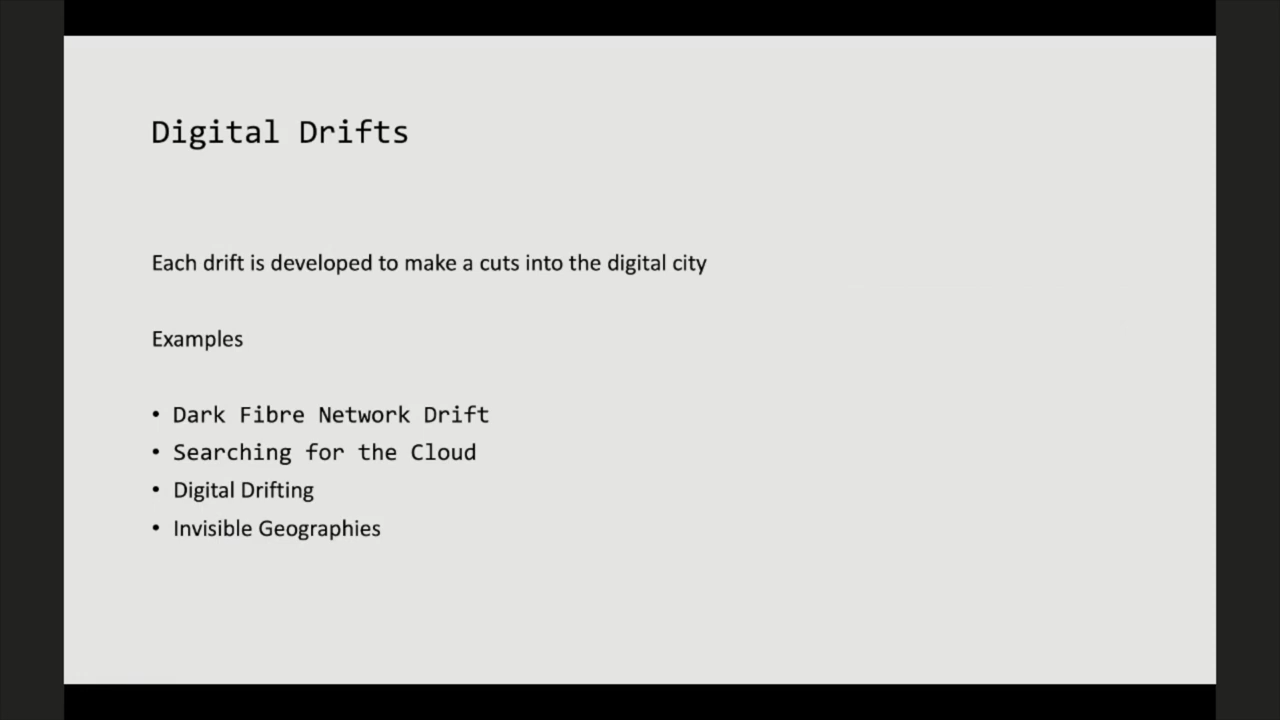 Digital Drifts
Each drift is developed to make a cuts into the digital city
Examples
• Dark Fibre Network Drift
• Searching for the Cloud
• Digital Drifting
• Invisible Geographies